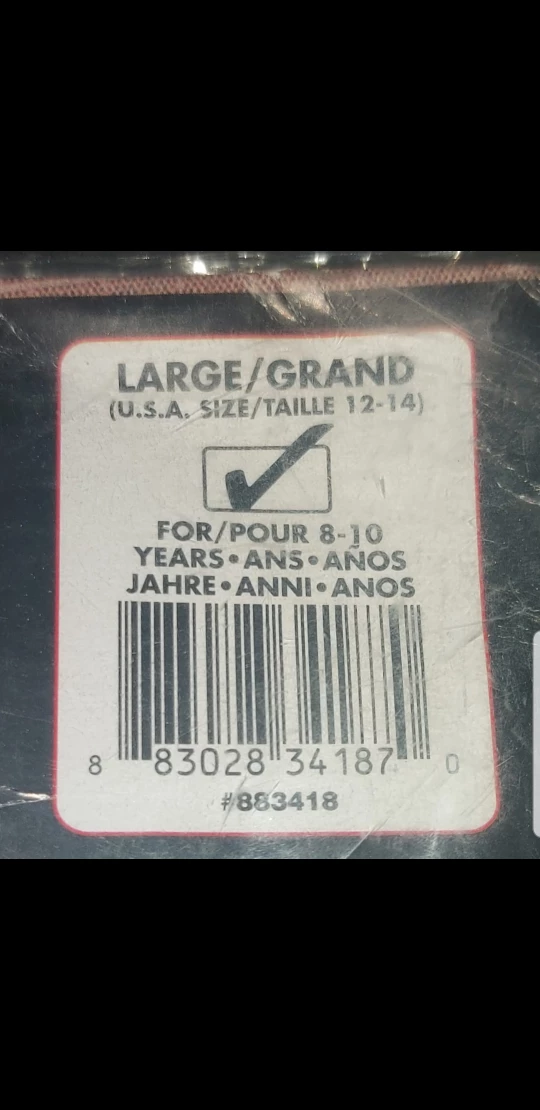 LARGE/GRAND
(U.S.A. SIZE/TAILLE 12-14)
FOR/POUR 8-10
YEARS•ANS•AÑOS
JAHRE•ANNI•ANOS
8 83028 34187 0
#883418